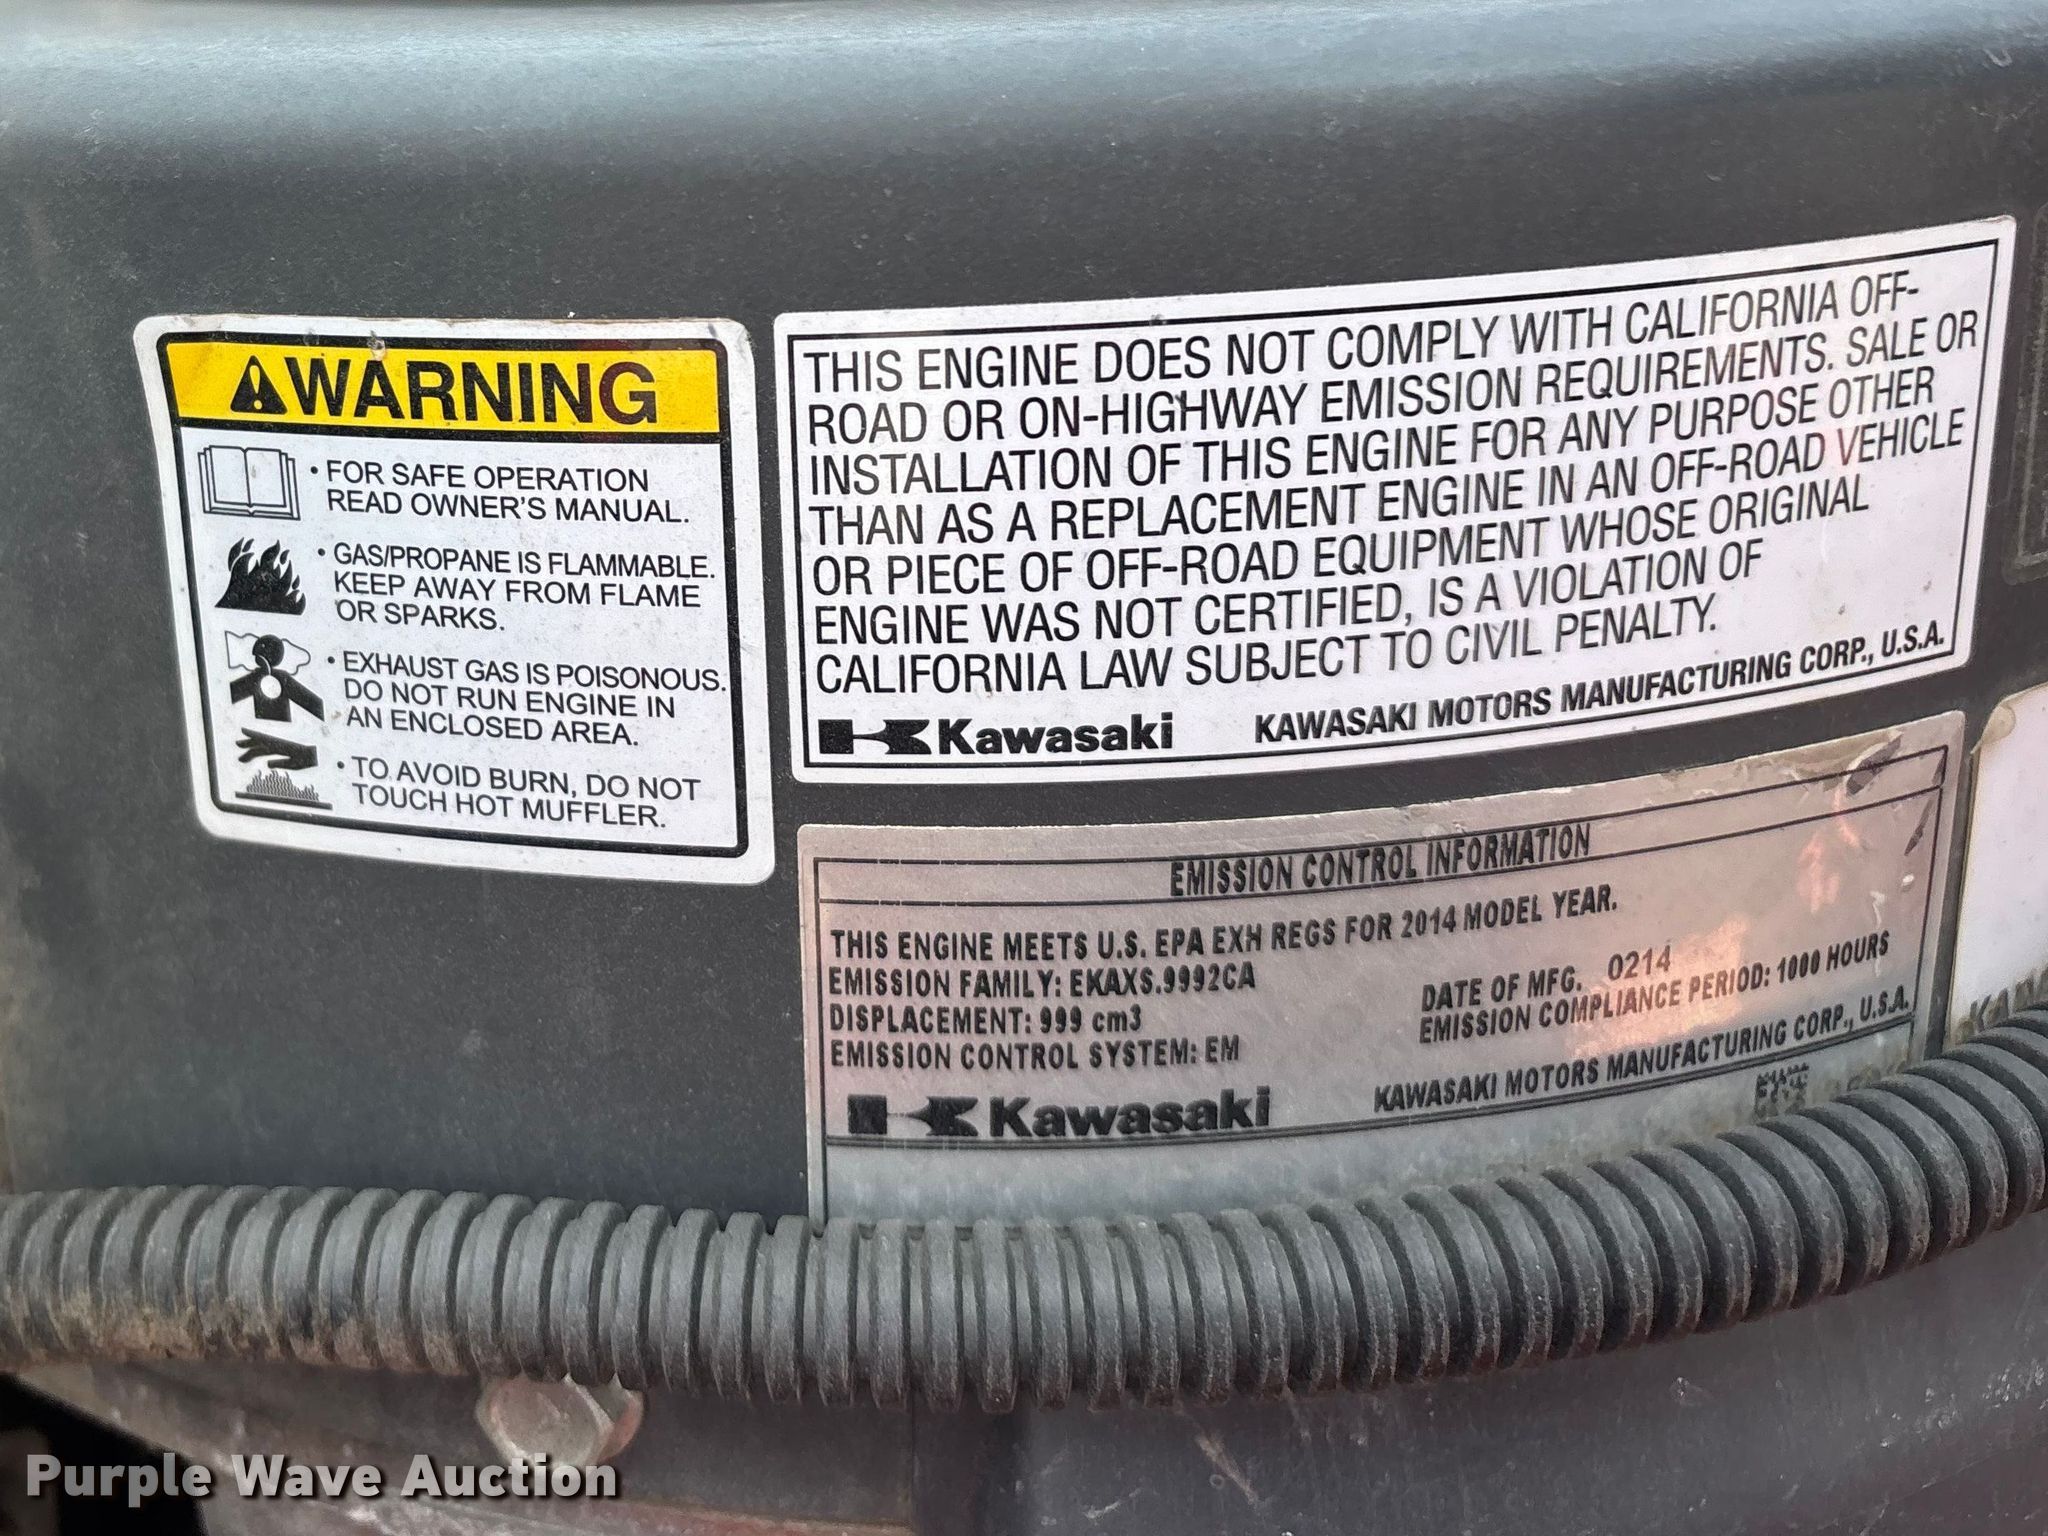 WARNING
• FOR SAFE OPERATION
READ OWNER'S MANUAL.
• GAS/PROPANE IS FLAMMABLE.
KEEP AWAY FROM FLAME
OR SPARKS.
• EXHAUST GAS IS POISONOUS.
DO NOT RUN ENGINE IN
AN ENCLOSED AREA.
• TO AVOID BURN, DO NOT
TOUCH HOT MUFFLER.
THIS ENGINE DOES NOT COMPLY WITH CALIFORNIA OFF-
ROAD OR ON-HIGHWAY EMISSION REQUIREMENTS. SALE OR
INSTALLATION OF THIS ENGINE FOR ANY PURPOSE OTHER
THAN AS A REPLACEMENT ENGINE IN AN OFF-ROAD VEHICLE
OR PIECE OF OFF-ROAD EQUIPMENT WHOSE ORIGINAL
ENGINE WAS NOT CERTIFIED, IS A VIOLATION OF
CALIFORNIA LAW SUBJECT TO CIVIL PENALTY.
Kawasaki KAWASAKI MOTORS MANUFACTURING CORP., U.S.A.
EMISSION CONTROL INFORMATION
THIS ENGINE MEETS U.S. EPA EXH REGS FOR 2014 MODEL YEAR.
EMISSION FAMILY: EKAXS.9992CA DATE OF MFG. 0214
DISPLACEMENT: 999 cm3 EMISSION COMPLIANCE PERIOD: 1000 HOURS
EMISSION CONTROL SYSTEM: EM
Kawasaki KAWASAKI MOTORS MANUFACTURING CORP., U.S.A.
Purple Wave Auction